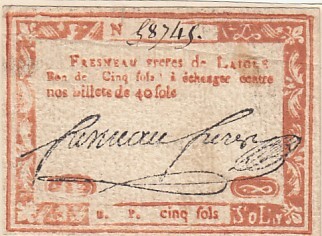 N 58745.
FRESNEAU freres de LAIGLE
Bon de Cinq sols à échanger contre
nos billets de 40 sols
fresneau freres
B. P. cinq sols SOLS